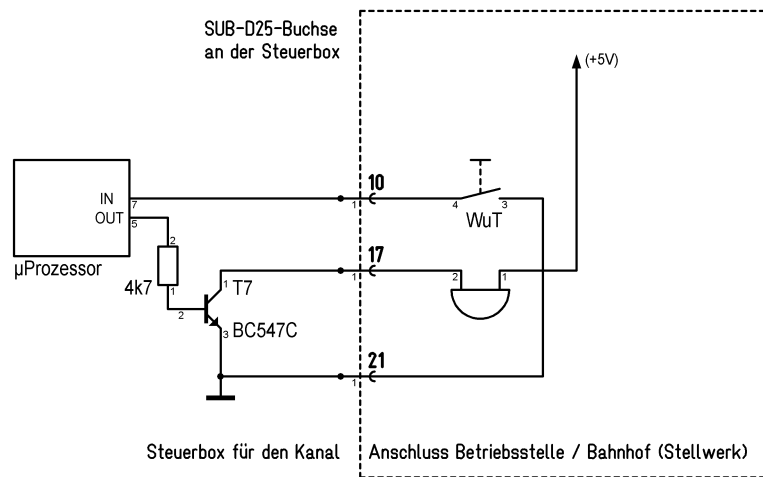 SUB-D25-Buchse
an der Steuerbox
(+5V)
10
IN
7
1
4
3
OUT
5
WuT
2
17
µProzessor
1
2
1
4k7
1
1
T7
2
3
BC547C
21
1
Steuerbox für den Kanal
Anschluss Betriebsstelle / Bahnhof (Stellwerk)